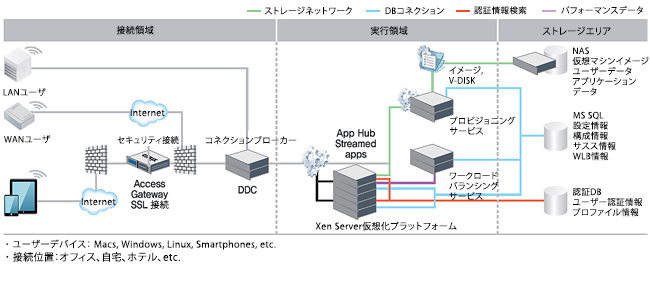 ストレージネットワーク DBコネクション 認証情報検索 パフォーマンスデータ
接続領域 実行領域 ストレージエリア
LANユーザ
WANユーザ
Internet
セキュリティ接続
Access
Gateway
SSL 接続
Internet
コネクションブローカー
DDC
App Hub
Streamed
apps
イメージ,
V-DISK
プロビジョニング
サービス
ワークロード
バランシング
サービス
Xen Server仮想化プラットフォーム
NAS
仮想マシンイメージ
ユーザーデータ
アプリケーション
データ
MS SQL
設定情報
構成情報
サスス情報
WLB情報
認証DB
ユーザー認証情報
プロファイル情報
・ユーザーデバイス： Macs, Windows, Linux, Smartphones, etc.
・接続位置：オフィス、自宅、ホテル、etc.